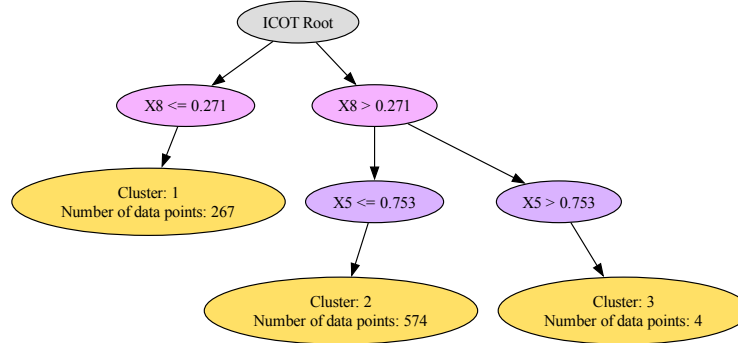 ICOT Root
X8 <= 0.271
X8 > 0.271
Cluster: 1
Number of data points: 267
X5 <= 0.753
X5 > 0.753
Cluster: 2
Number of data points: 574
Cluster: 3
Number of data points: 4